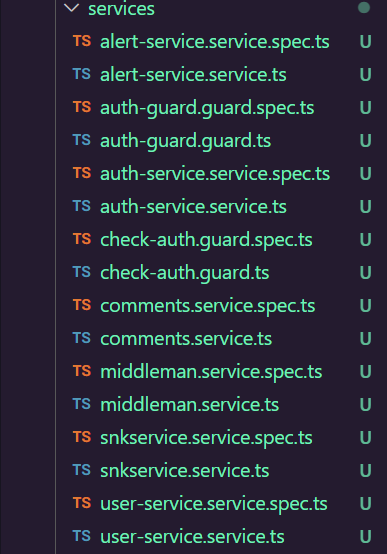 services
TS alert-service.service.spec.ts U
TS alert-service.service.ts U
TS auth-guard.guard.spec.ts U
TS auth-guard.guard.ts U
TS auth-service.service.spec.ts U
TS auth-service.service.ts U
TS check-auth.guard.spec.ts U
TS check-auth.guard.ts U
TS comments.service.spec.ts U
TS comments.service.ts U
TS middleman.service.spec.ts U
TS middleman.service.ts U
TS snkservice.service.spec.ts U
TS snkservice.service.ts U
TS user-service.service.spec.ts U
TS user-service.service.ts U